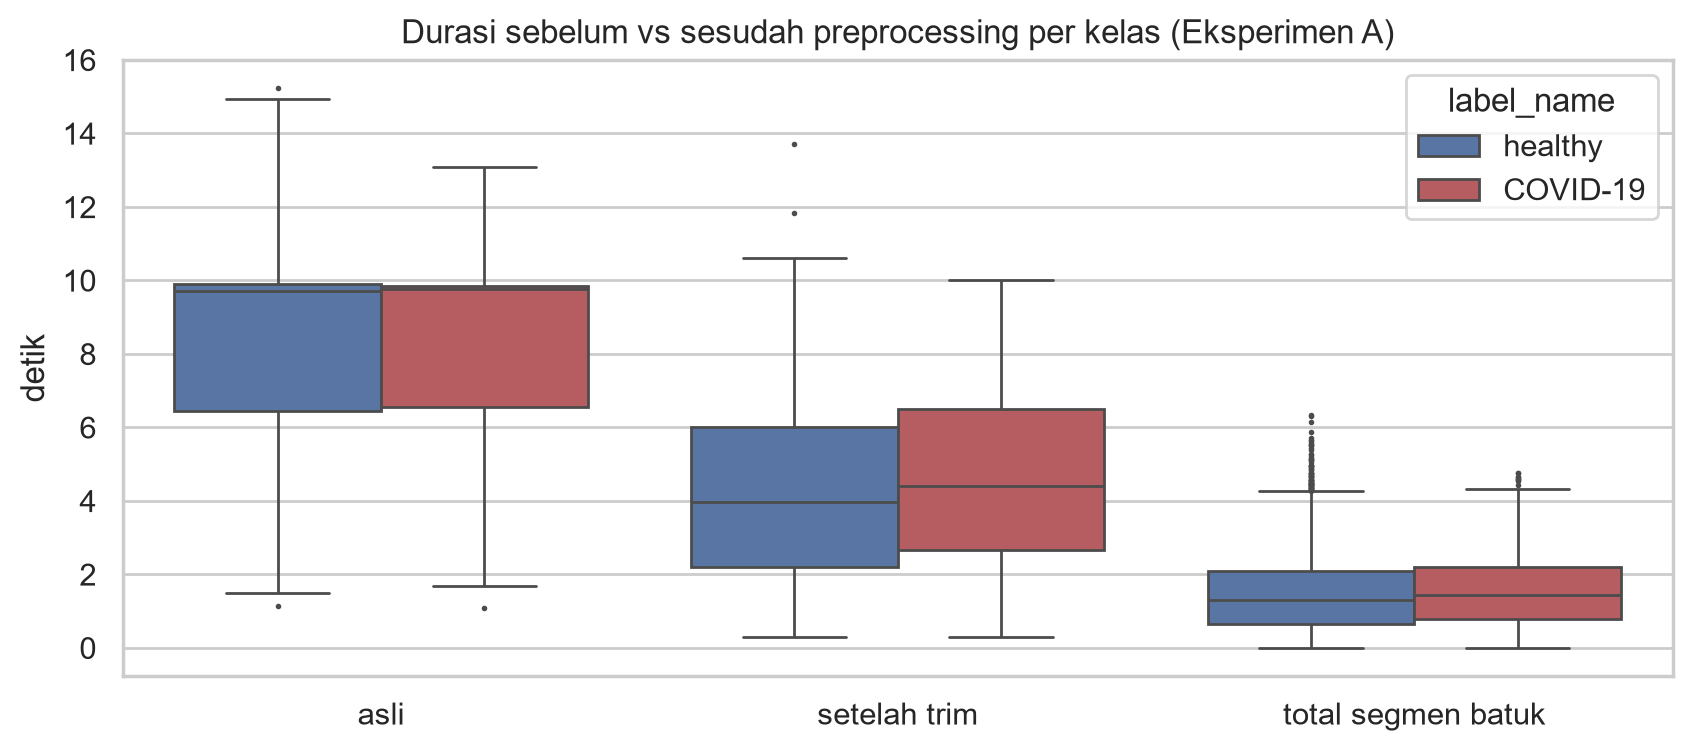 Durasi sebelum vs sesudah preprocessing per kelas (Eksperimen A)
16
14
12
10
8
6
4
2
0
detik
label_name
healthy
COVID-19
asli
setelah trim
total segmen batuk